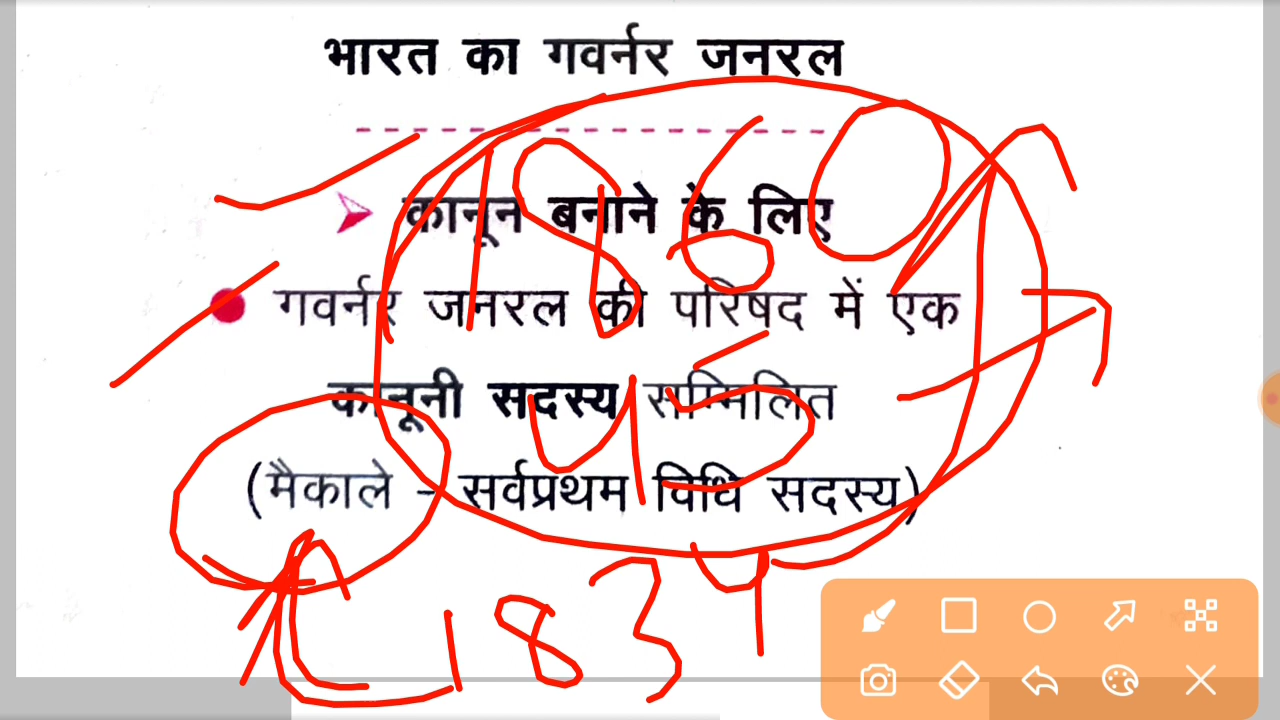 भारत का गवर्नर जनरल
1860
➢ कानून बनाने के लिए
● गवर्नर जनरल की परिषद में एक
कानूनी सदस्य सम्मिलित
45
(मैकाले - सर्वप्रथम विधि सदस्य)
1834